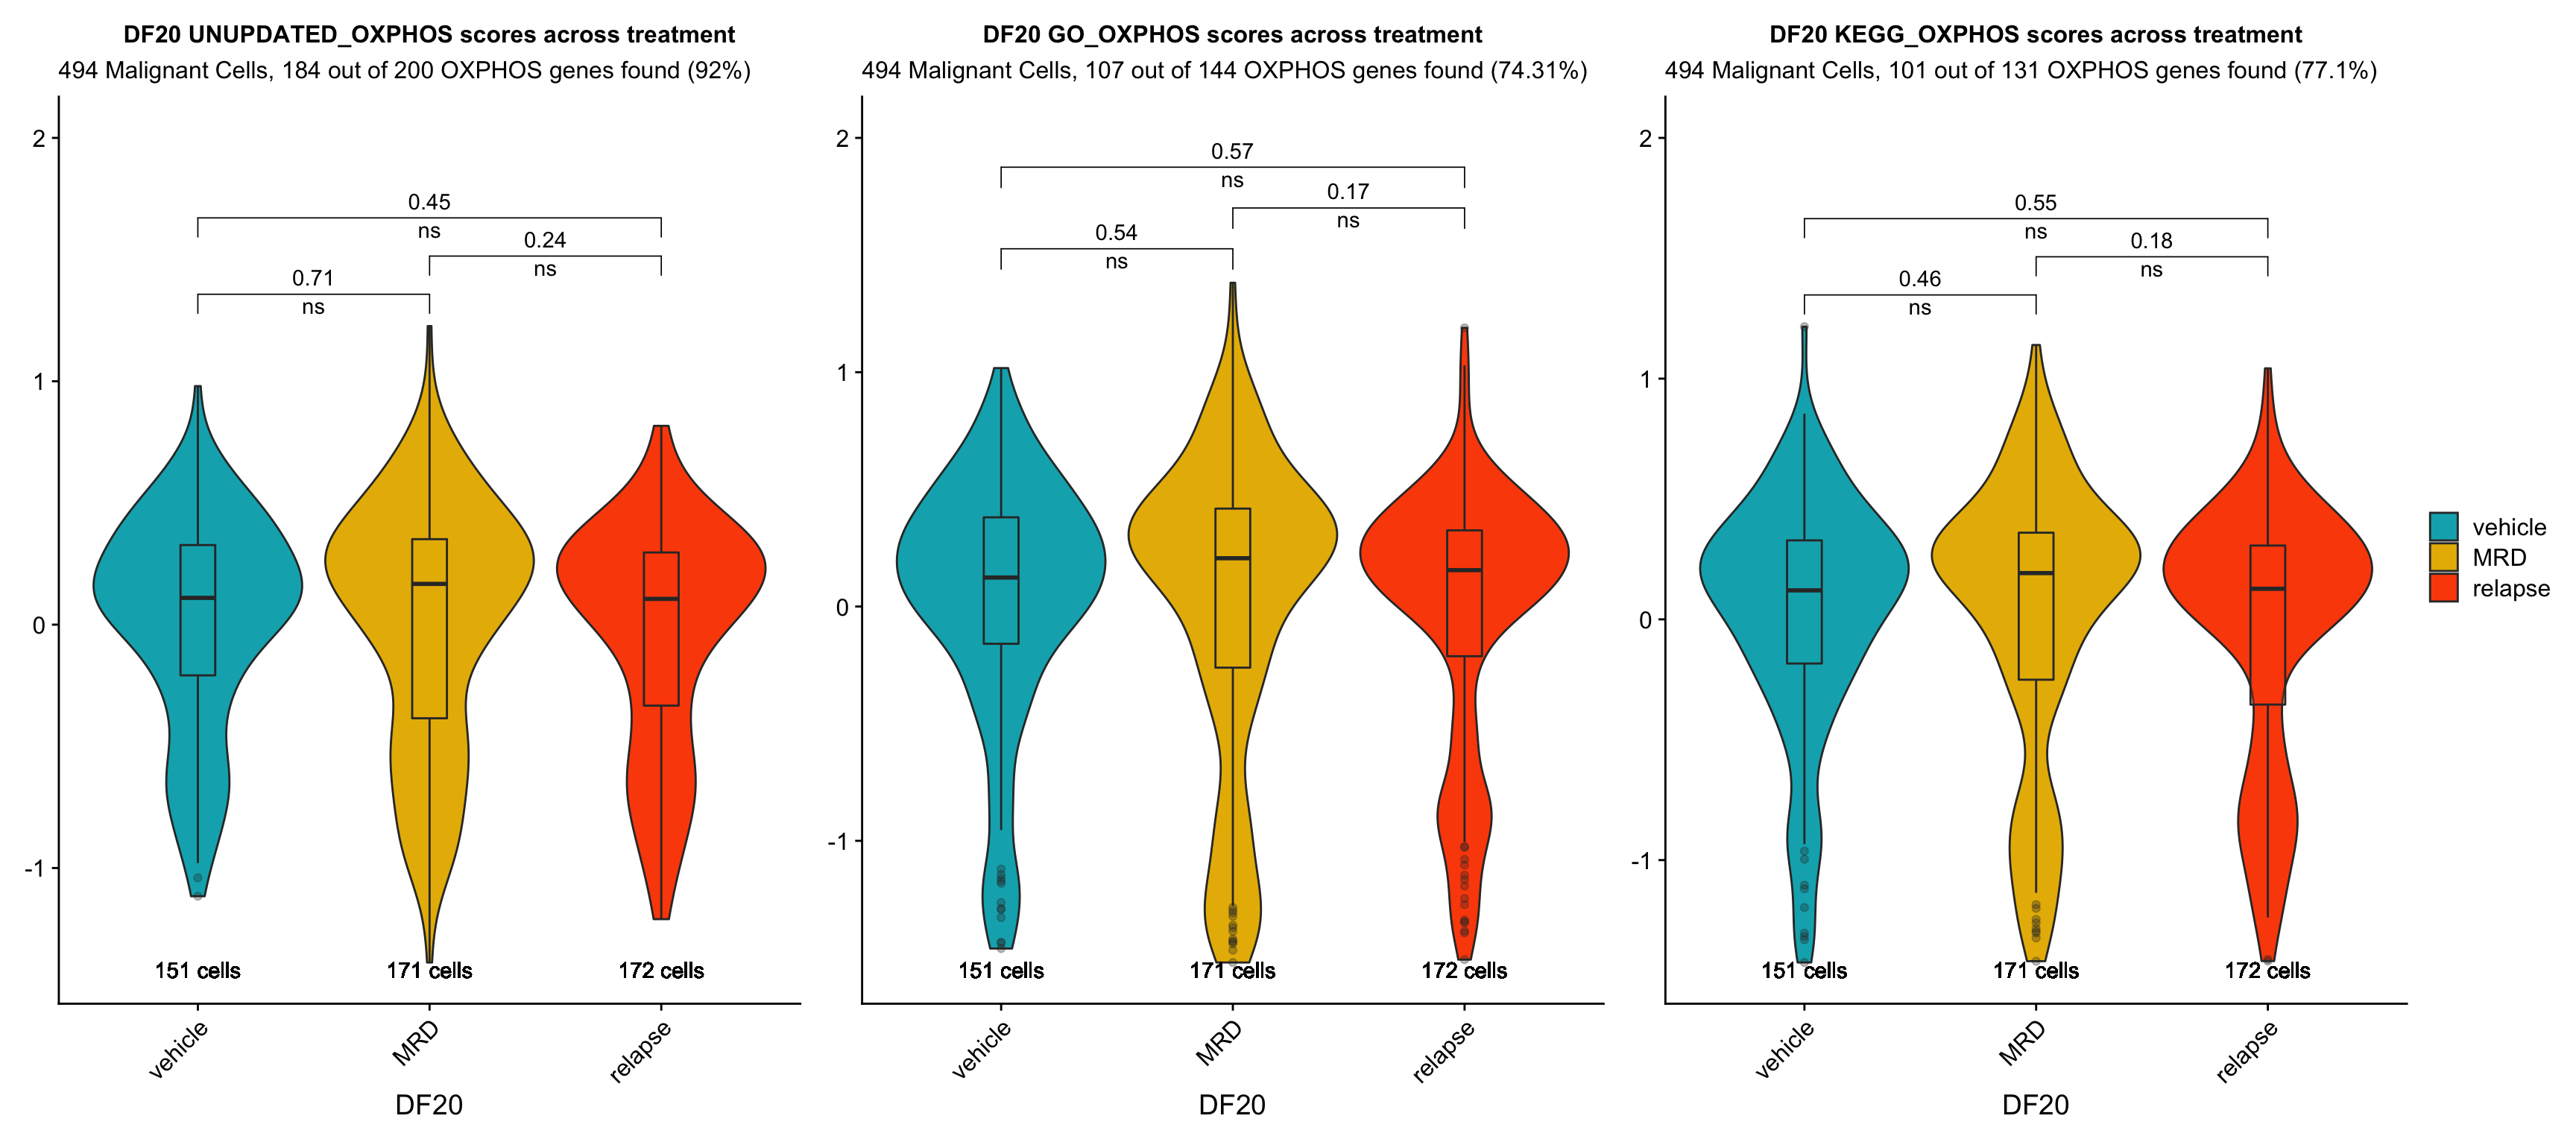 DF20 UNUPDATED_OXPHOS scores across treatment
494 Malignant Cells, 184 out of 200 OXPHOS genes found (92%)
2
1
0
-1
0.45
ns
0.24
ns
0.71
ns
151 cells
171 cells
172 cells
vehicle
MRD
relapse
DF20
DF20 GO_OXPHOS scores across treatment
494 Malignant Cells, 107 out of 144 OXPHOS genes found (74.31%)
2
1
0
-1
0.57
ns
0.17
ns
0.54
ns
151 cells
171 cells
172 cells
vehicle
MRD
relapse
DF20
DF20 KEGG_OXPHOS scores across treatment
494 Malignant Cells, 101 out of 131 OXPHOS genes found (77.1%)
2
1
0
-1
0.55
ns
0.18
ns
0.46
ns
151 cells
171 cells
172 cells
vehicle
MRD
relapse
DF20
vehicle
MRD
relapse